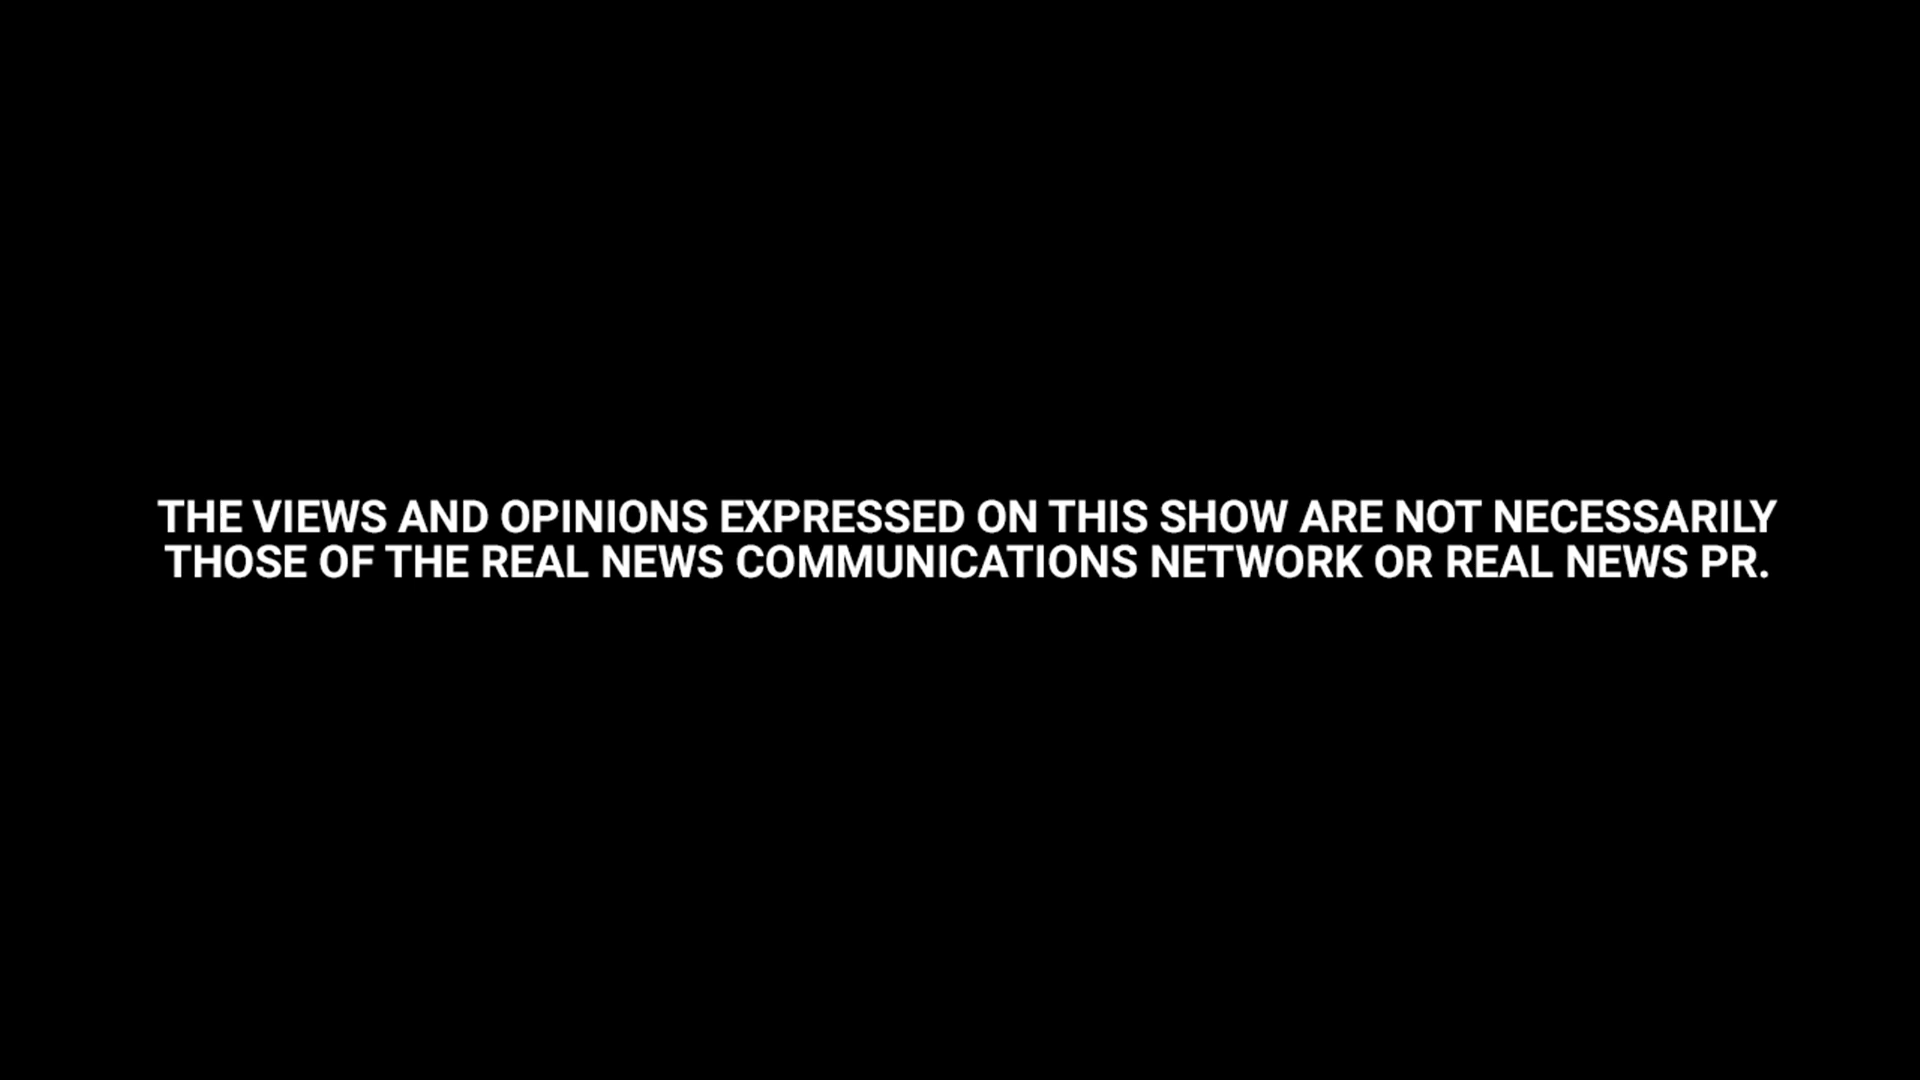 THE VIEWS AND OPINIONS EXPRESSED ON THIS SHOW ARE NOT NECESSARILY
THOSE OF THE REAL NEWS COMMUNICATIONS NETWORK OR REAL NEWS PR.